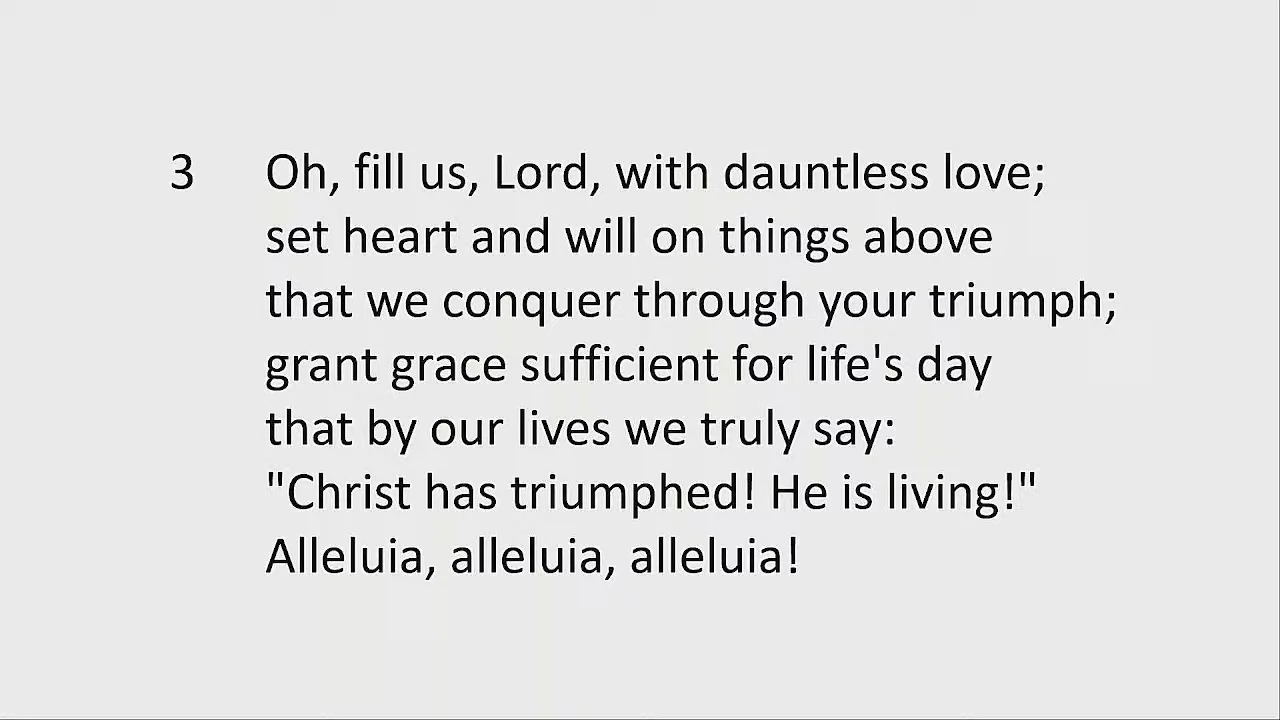 3 Oh, fill us, Lord, with dauntless love;
set heart and will on things above
that we conquer through your triumph;
grant grace sufficient for life's day
that by our lives we truly say:
"Christ has triumphed! He is living!"
Alleluia, alleluia, alleluia!